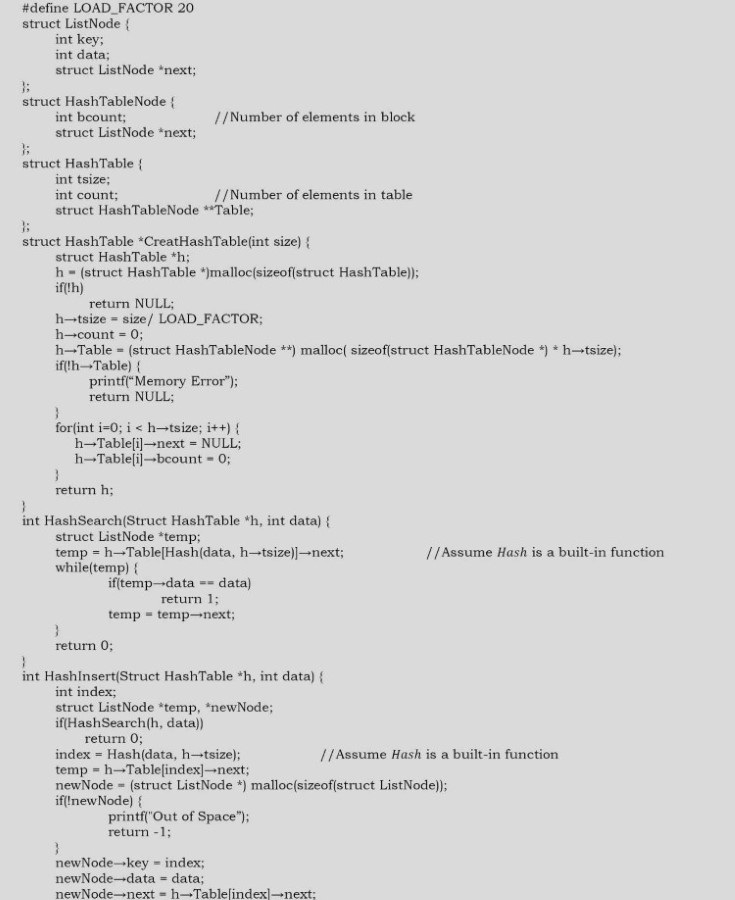 #define LOAD_FACTOR 20
struct ListNode {
int key;
int data;
struct ListNode *next;
};
struct HashTableNode {
int bcount; //Number of elements in block
struct ListNode *next;
};
struct HashTable {
int tsize;
int count; //Number of elements in table
struct HashTableNode **Table;
};
struct HashTable *CreatHashTable(int size) {
struct HashTable *h;
h = (struct HashTable *)malloc(sizeof(struct HashTable));
if(!h)
return NULL;
h→tsize = size/ LOAD_FACTOR;
h→count = 0;
h→Table = (struct HashTableNode **) malloc( sizeof(struct HashTableNode *) * h→tsize);
if(!h→Table) {
printf(“Memory Error”);
return NULL;
}
for(int i=0; i < h→tsize; i++) {
h→Table[i]→next = NULL;
h→Table[i]→bcount = 0;
}
return h;
}
int HashSearch(Struct HashTable *h, int data) {
struct ListNode *temp;
temp = h→Table[Hash(data, h→tsize)]→next; //Assume Hash is a built-in function
while(temp) {
if(temp→data == data)
return 1;
temp = temp→next;
}
return 0;
}
int HashInsert(Struct HashTable *h, int data) {
int index;
struct ListNode *temp, *newNode;
if(HashSearch(h, data))
return 0;
index = Hash(data, h→tsize); //Assume Hash is a built-in function
temp = h→Table[index]→next;
newNode = (struct ListNode *) malloc(sizeof(struct ListNode));
if(!newNode) {
printf("Out of Space”);
return -1;
}
newNode→key = index;
newNode→data = data;
newNode→next = h→Table[index]→next;